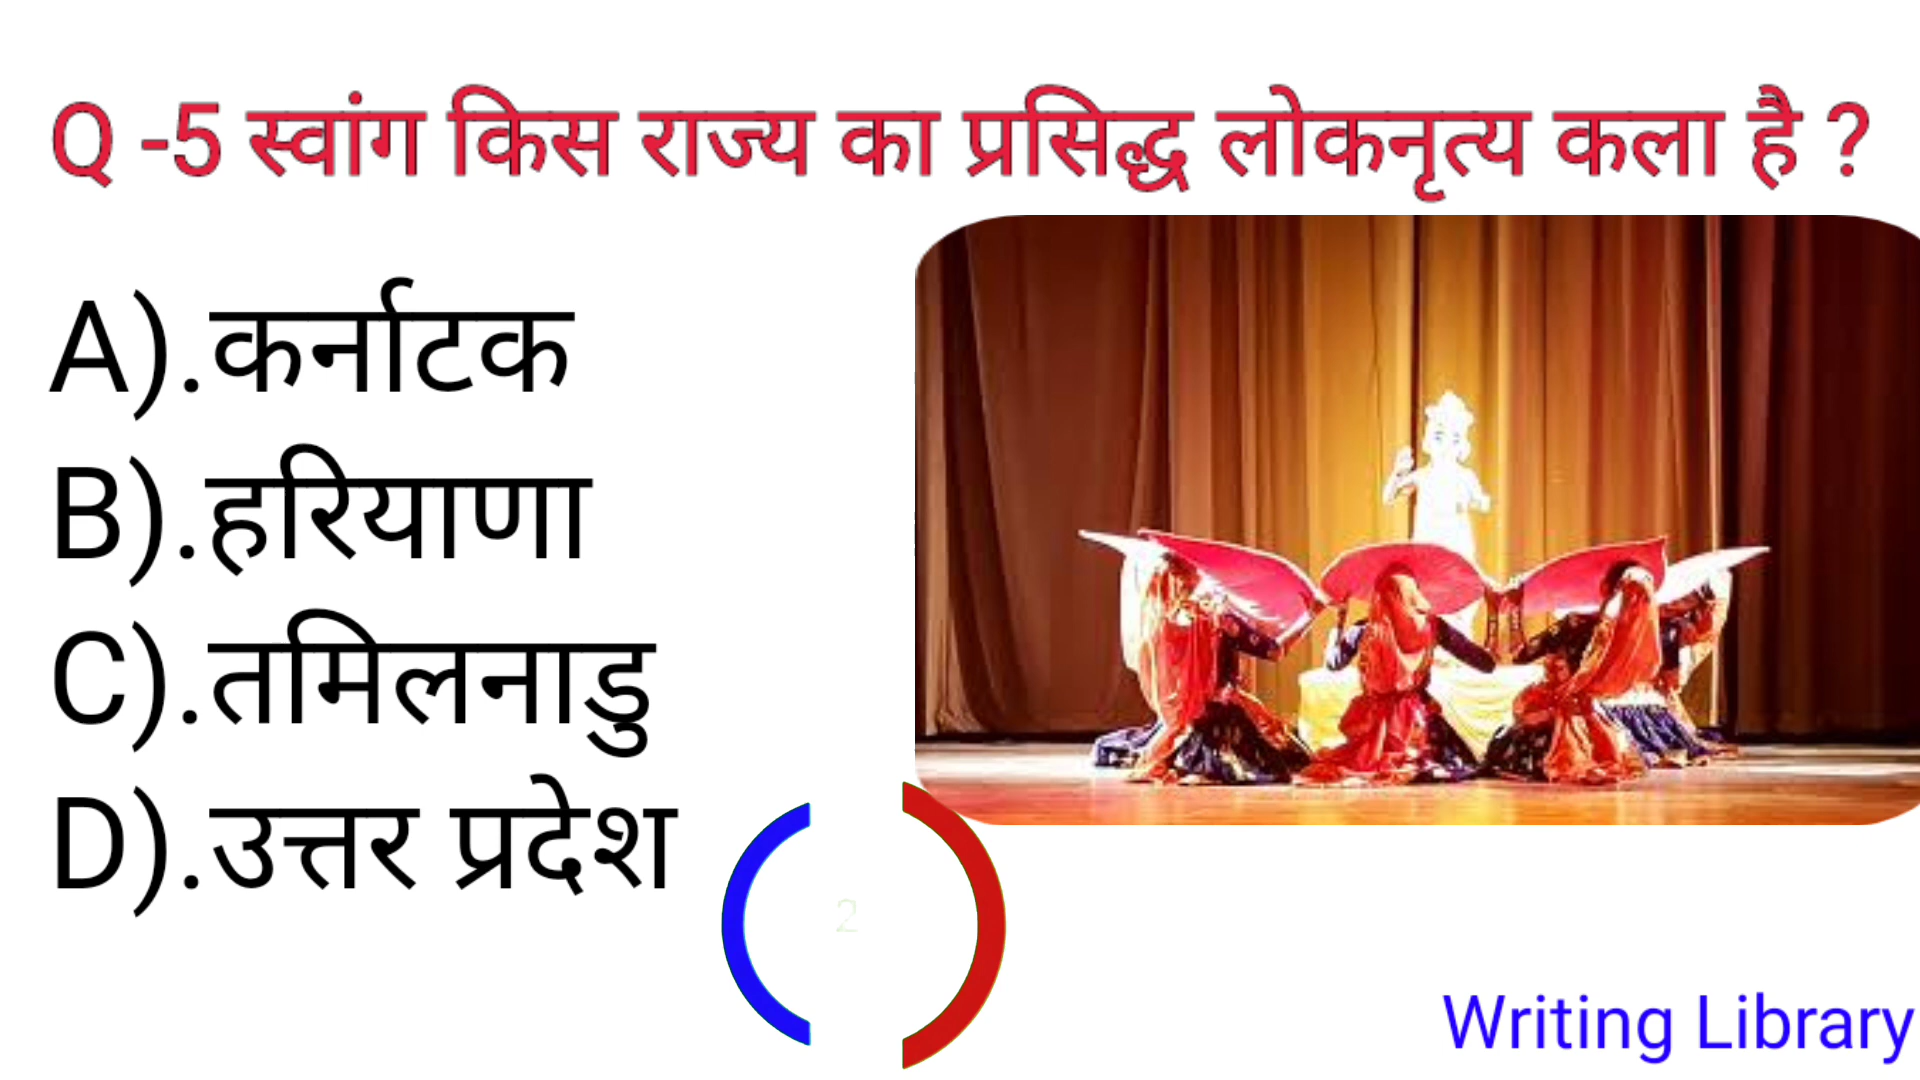 Q -5 स्वांग किस राज्य का प्रसिद्ध लोकनृत्य कला है ?
A).कर्नाटक
B).हरियाणा
C).तमिलनाडु
D).उत्तर प्रदेश
2
Writing Library